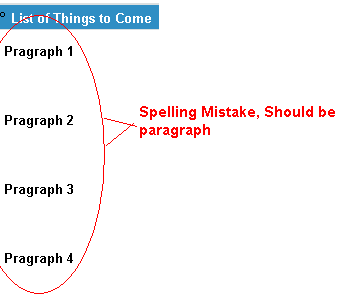 List of Things to Come
Pragraph 1
Pragraph 2
Spelling Mistake, Should be
paragraph
Pragraph 3
Pragraph 4